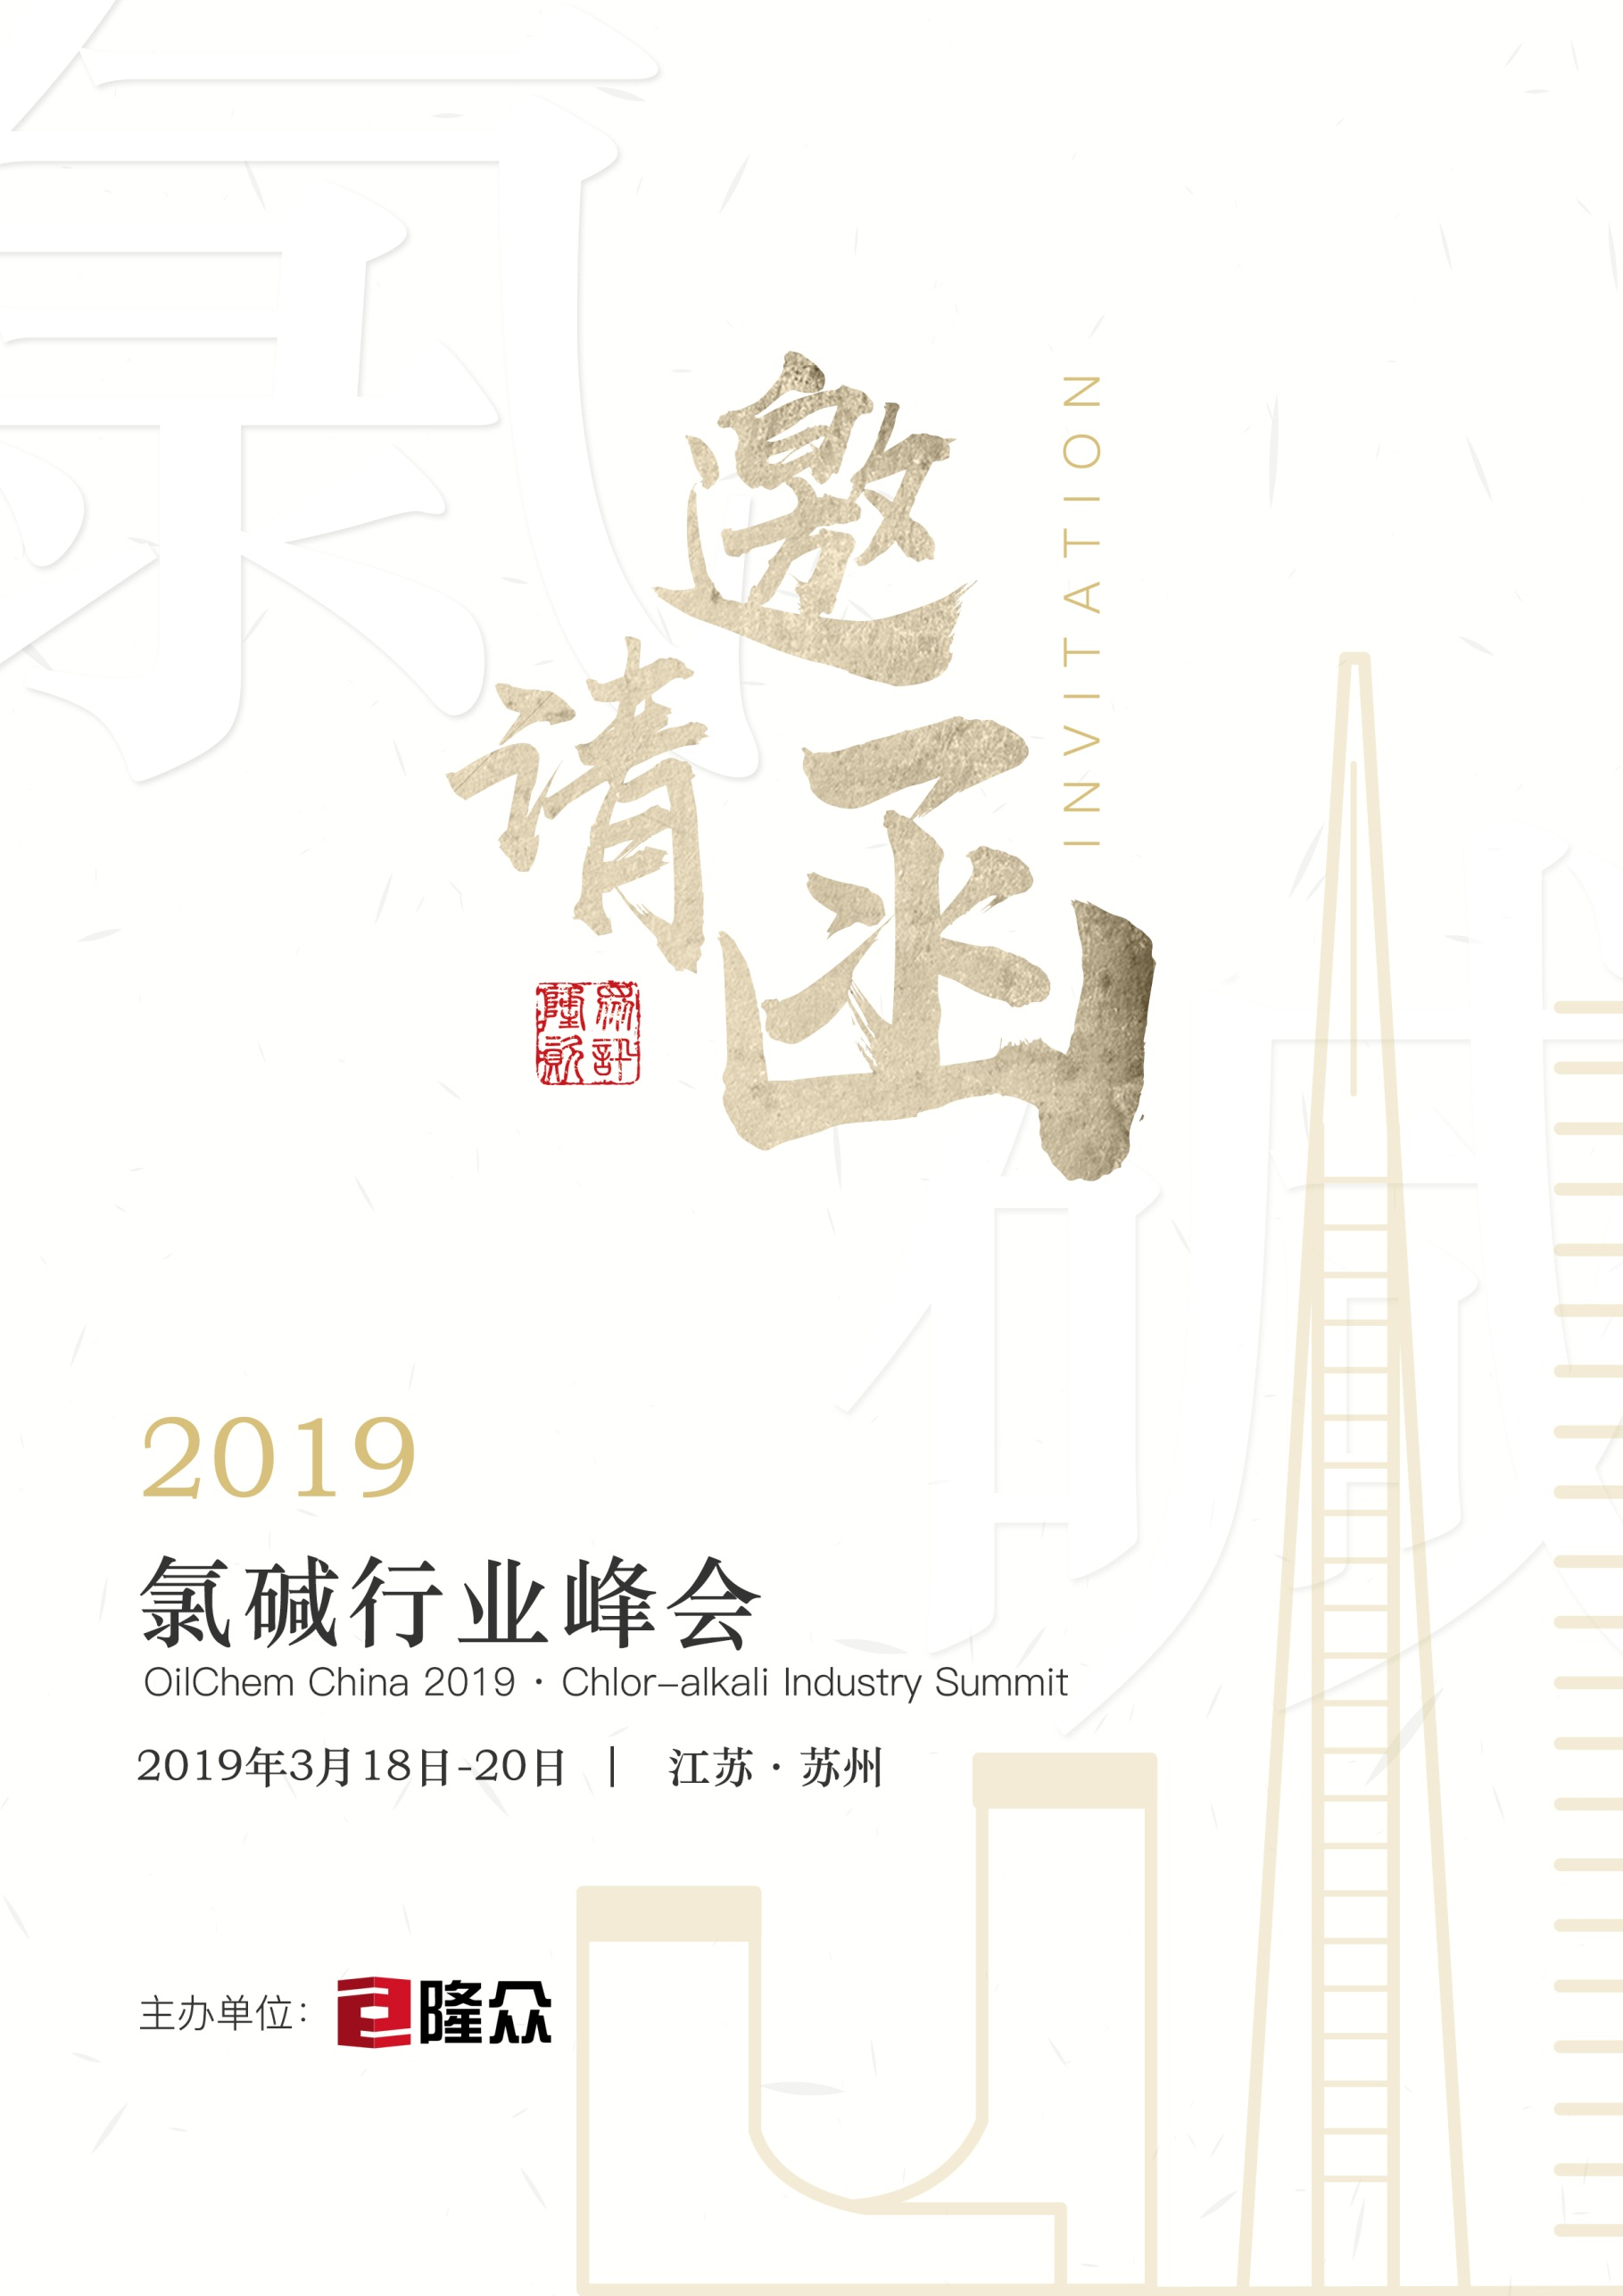 邀请函
INVITATION
2019
氯碱行业峰会
OilChem China 2019 · Chlor-alkali Industry Summit
2019年3月18日-20日 | 江苏 · 苏州
主办单位：隆众
氯
碱